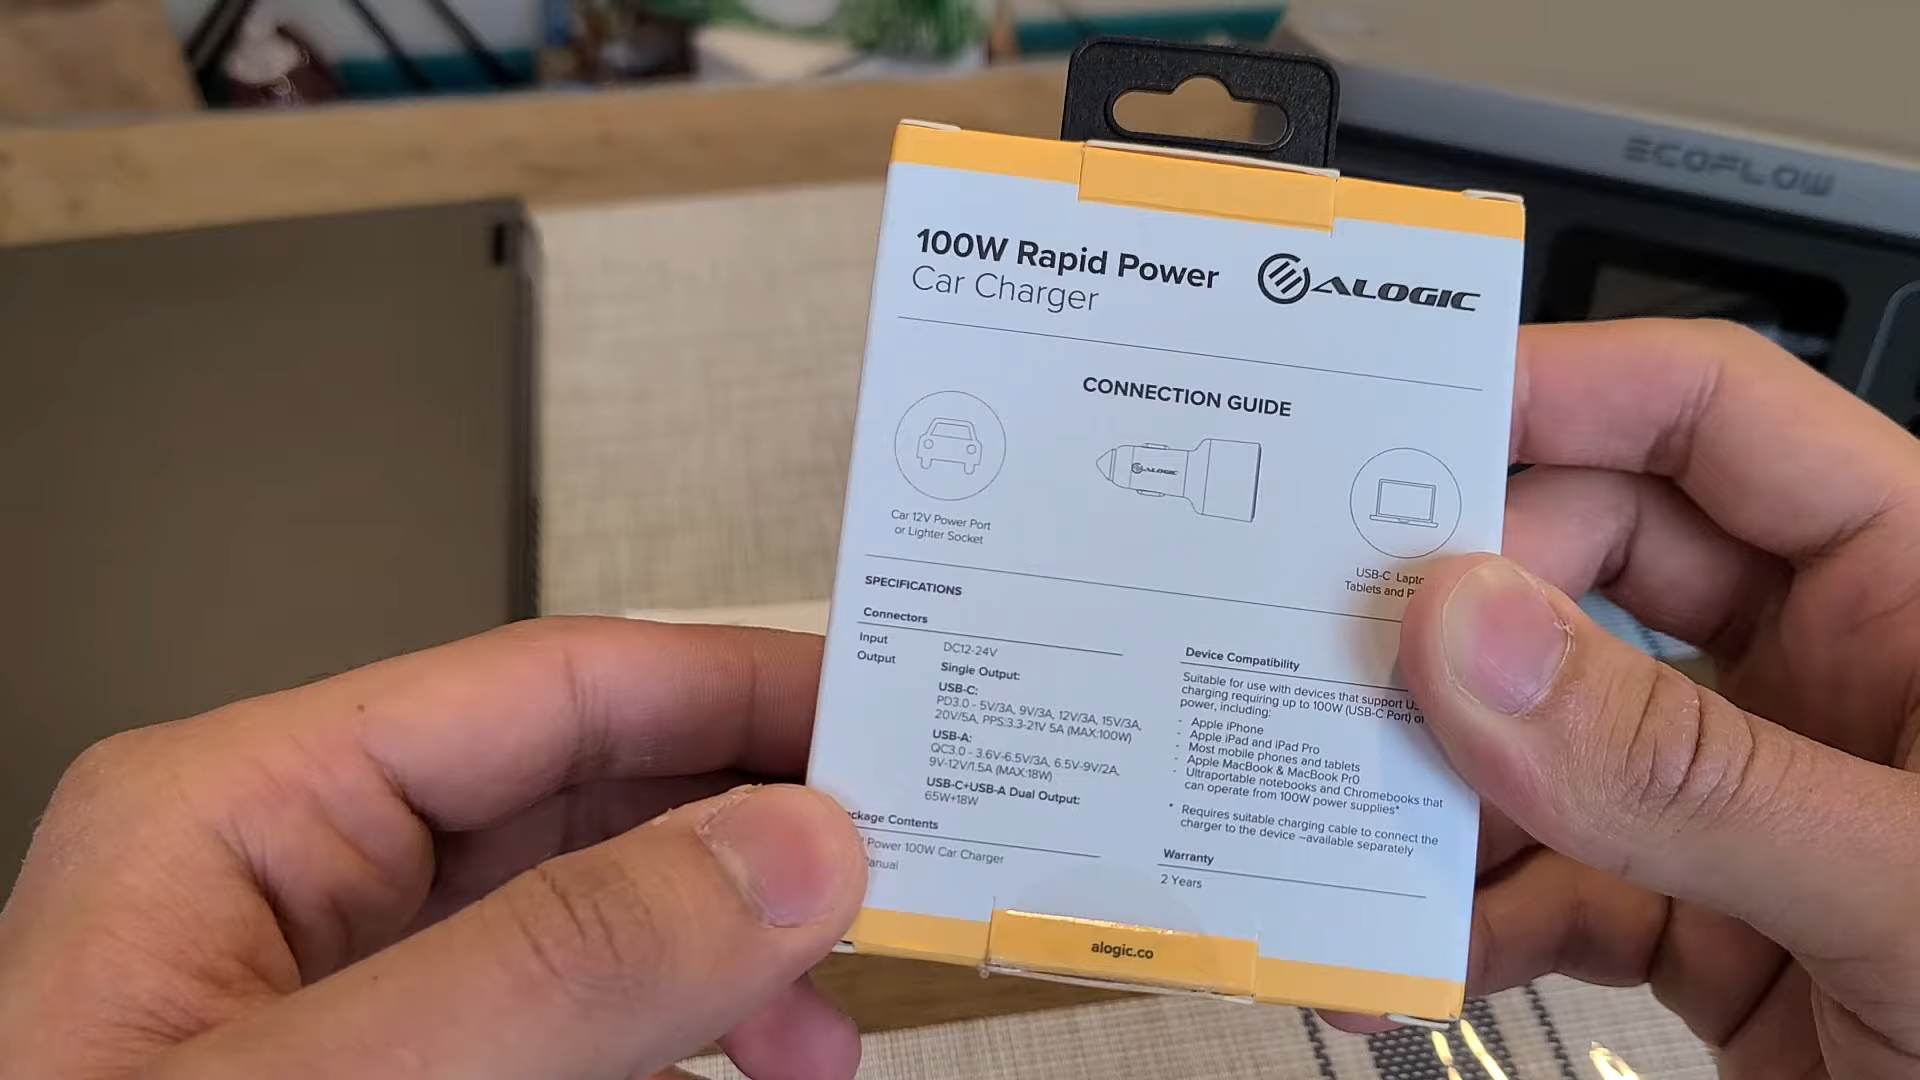 ECOFLOW
100W Rapid Power
Car Charger
ALOGIC
CONNECTION GUIDE
ALOGIC
Car 12V Power Port
or Lighter Socket
USB-C
Tablets and
SPECIFICATIONS
Connectors
Input
DC12-24V
Output
Single Output:
USB-C:
PD3.0 - 5V/3A, 9V/3A, 12V/3A, 15V/3A,
20V/5A, PPS:3.3-21V 5A (MAX:100W)
USB-A:
QC3.0 - 3.6V-6.5V/3A, 6.5V-9V/2A,
9V-12V/1.5A (MAX:18W)
USB-C+USB-A Dual Output:
65W+18W
Contents
Power 100W Car Charger
Device Compatibility
Suitable for use with devices that support
charging requiring up to 100W (USB-C Port)
power, including:
- Apple iPhone
- Apple iPad and iPad Pro
- Most mobile phones and tablets
- Apple MacBook & MacBook Pr0
- Ultraportable notebooks and Chromebooks that
can operate from 100W power supplies*
* Requires suitable charging cable to connect the
charger to the device –available separately
Warranty
2 Years
alogic.co